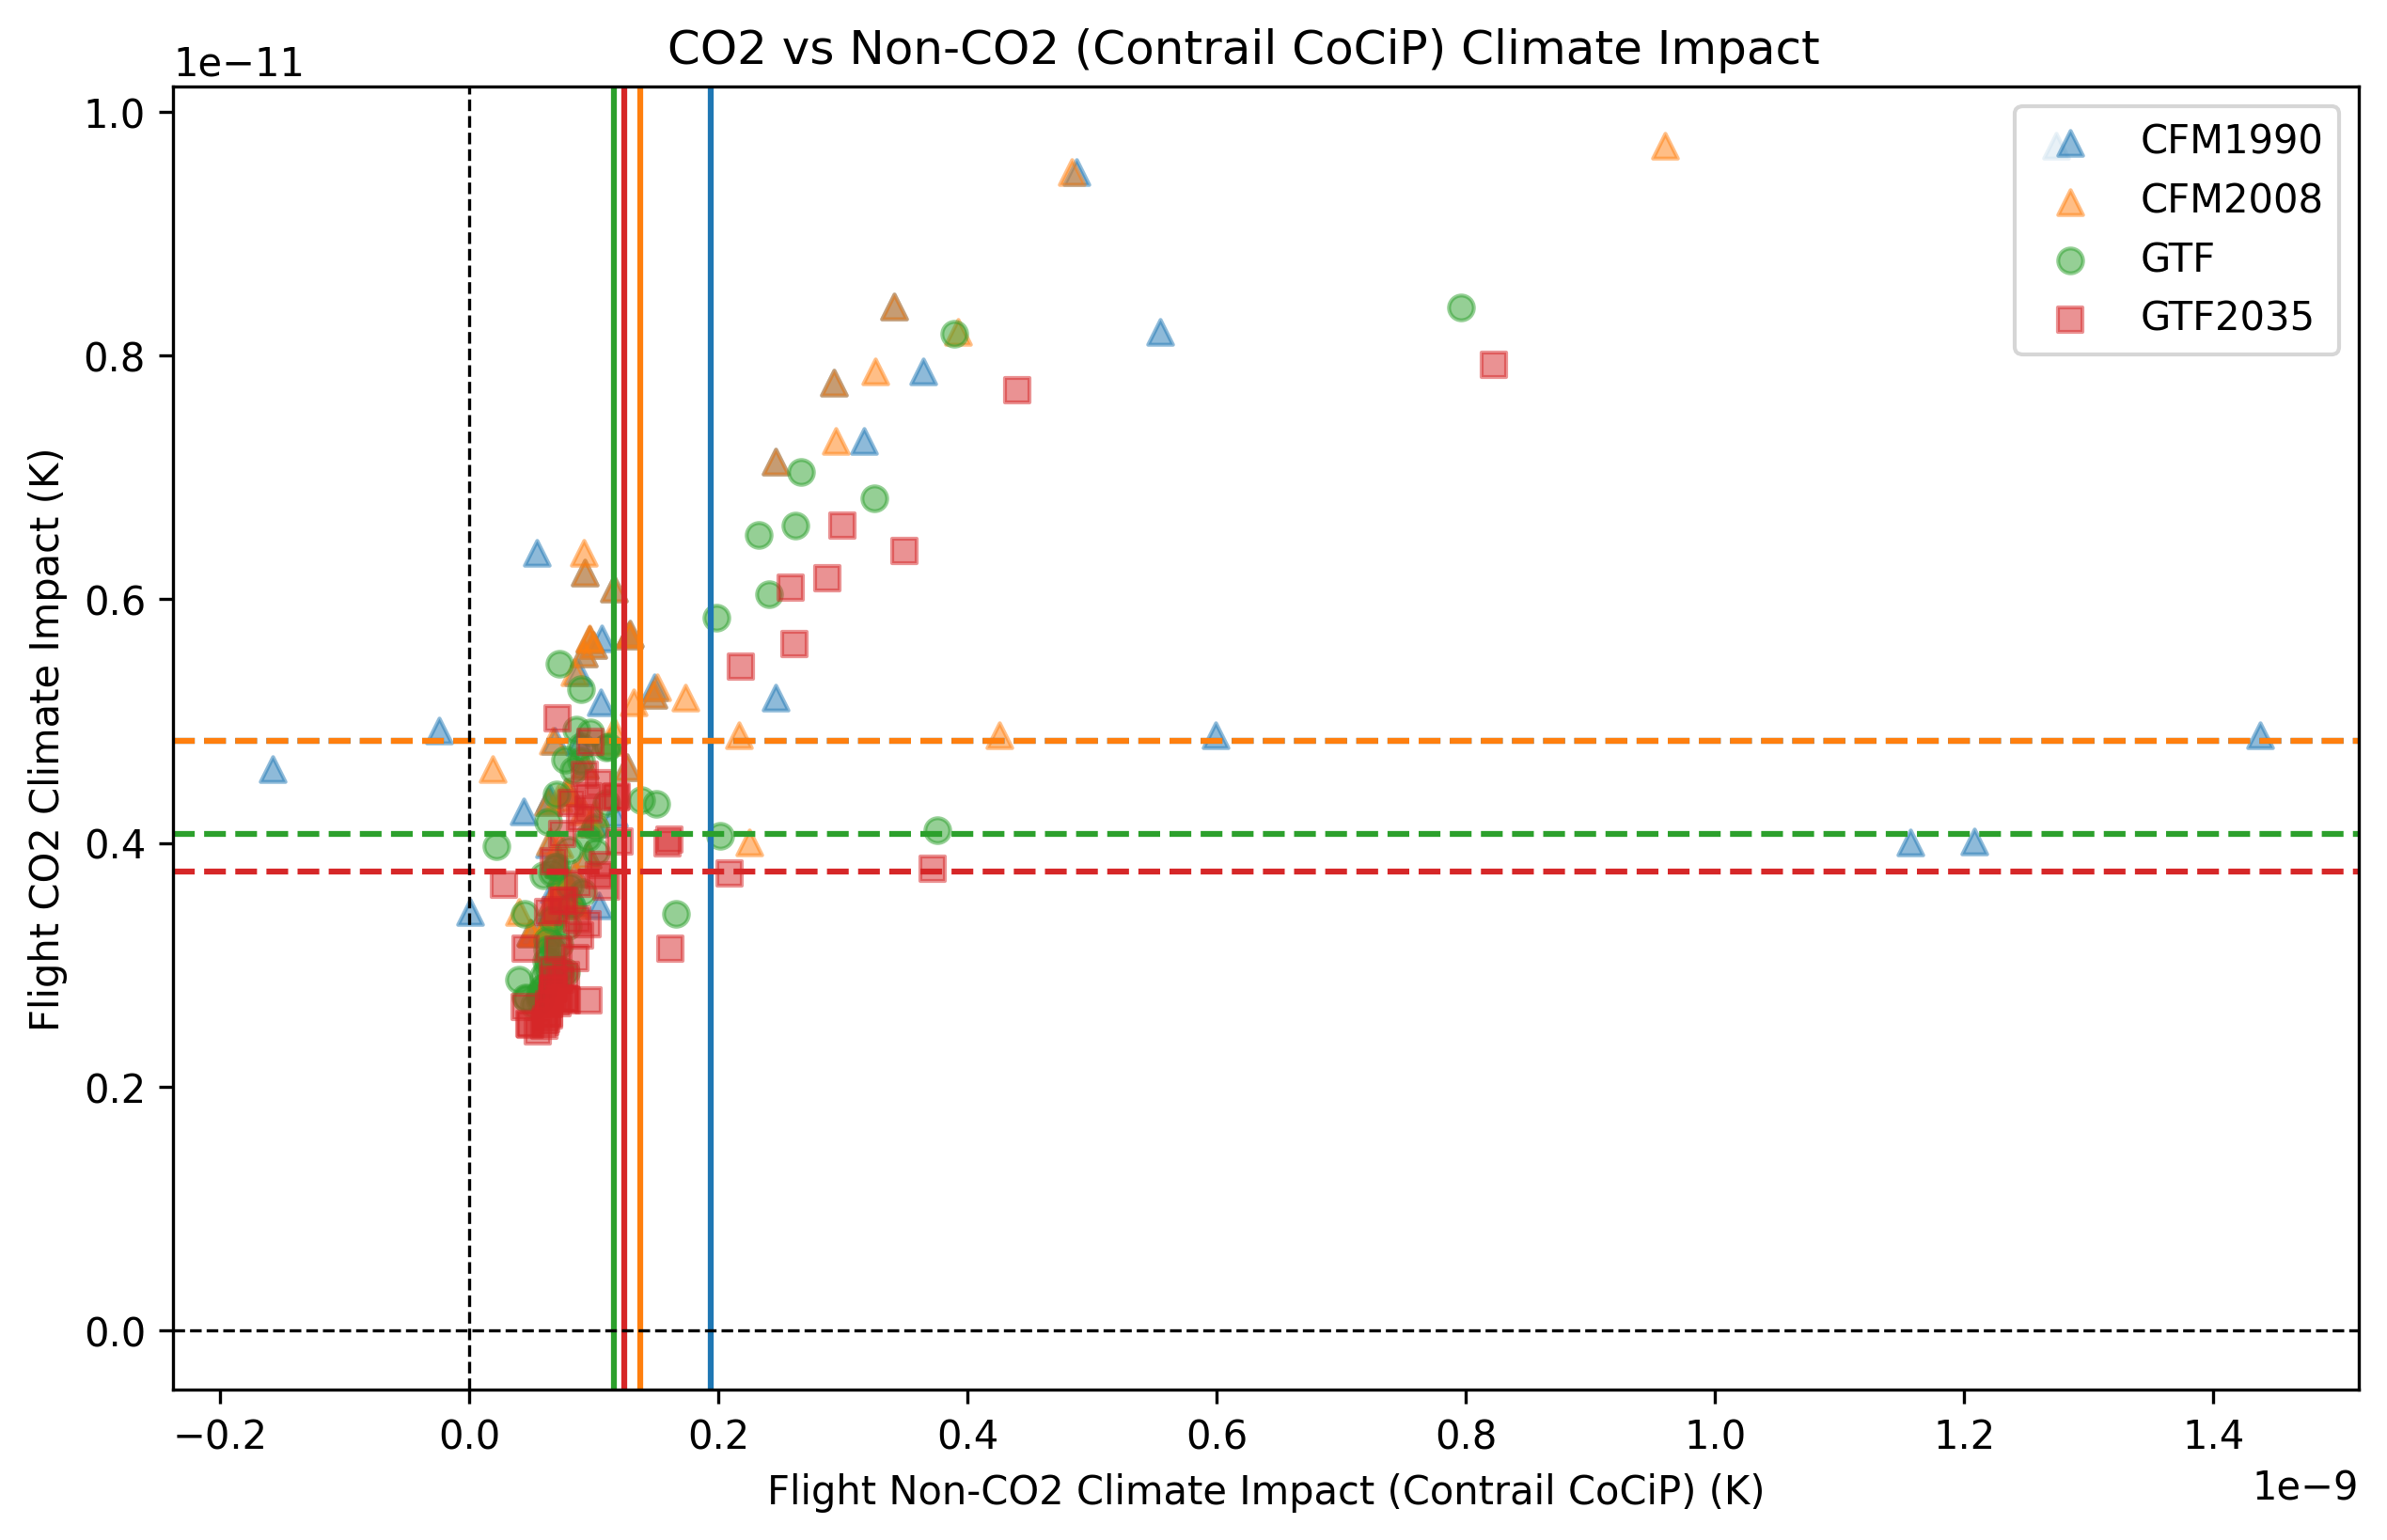 CO2 vs Non-CO2 (Contrail CoCiP) Climate Impact
1e−11
1.0
0.8
0.6
0.4
0.2
0.0
Flight CO2 Climate Impact (K)
CFM1990
CFM2008
GTF
GTF2035
−0.2 0.0 0.2 0.4 0.6 0.8 1.0 1.2 1.4
1e−9
Flight Non-CO2 Climate Impact (Contrail CoCiP) (K)